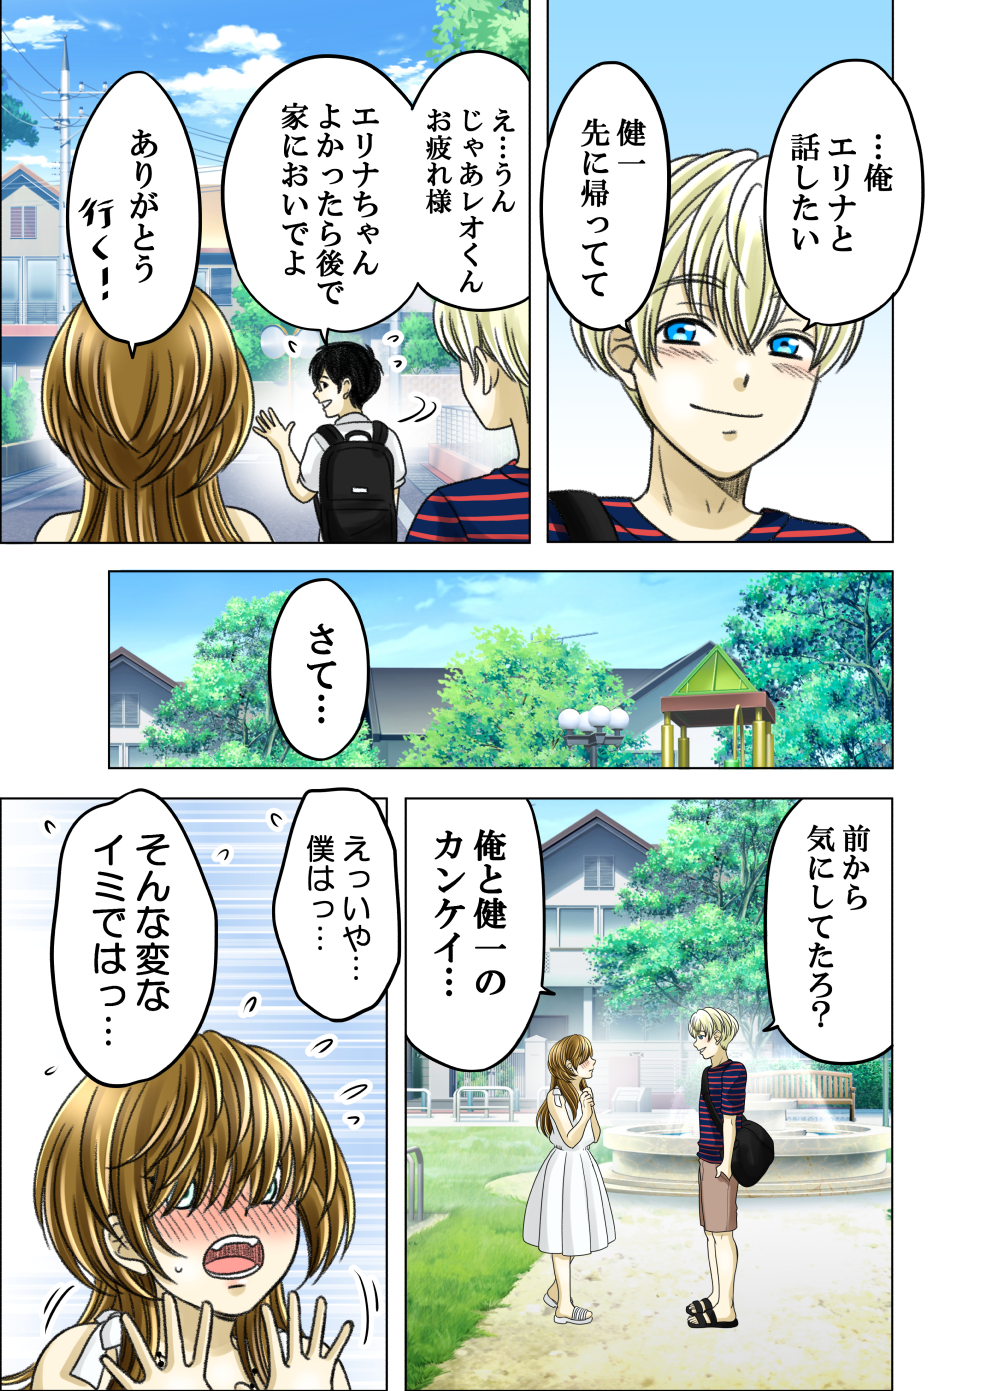 …俺
エリナと
話したい
健一
先に帰ってて
え…うん
じゃあレオくん
お疲れ様
エリナちゃん
よかったら後で
家においでよ
ありがとう
行く！
さて…
前から
気にしてたろ？
俺と健一の
カンケイ…
えっいや…
僕はっ…
そんな変な
イミではっ…